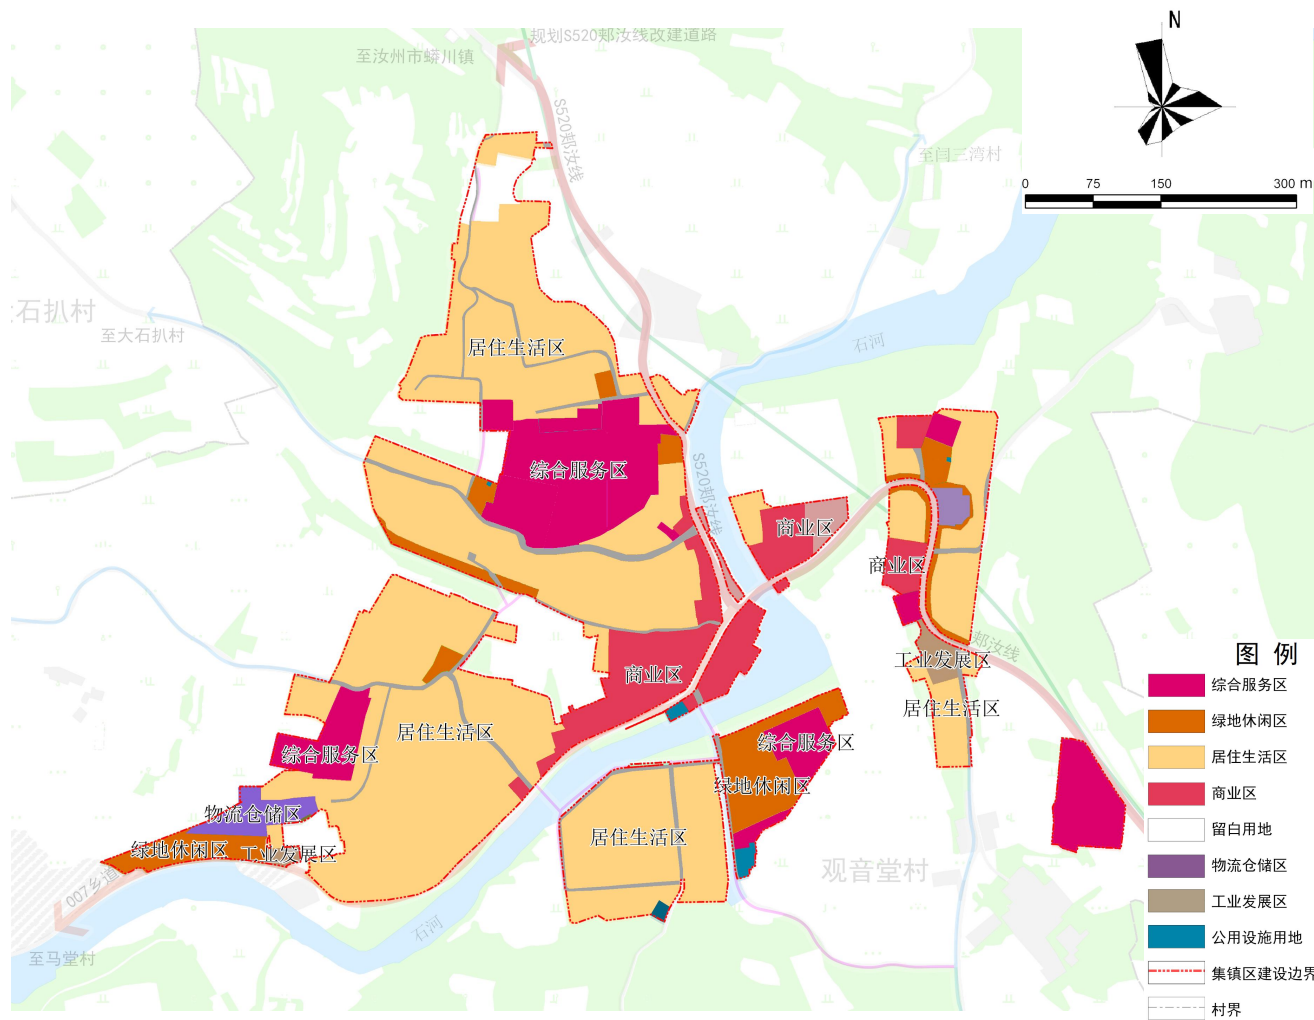 N
0 75 150 300 m
规划S520郏汝线改建道路
至汝州市蟒川镇
S520郏汝线
至闫三湾村
石河
大石扒村
至大石扒村
居住生活区
综合服务区
S520郏汝线
商业区
商业区
商业区
工业发展区
郏汝线
居住生活区
居住生活区
综合服务区
综合服务区
绿地休闲区
物流仓储区
绿地休闲区
工业发展区
居住生活区
观音堂村
007乡道
石河
至马堂村
图 例
综合服务区
绿地休闲区
居住生活区
商业区
留白用地
物流仓储区
工业发展区
公用设施用地
集镇区建设边界
村界